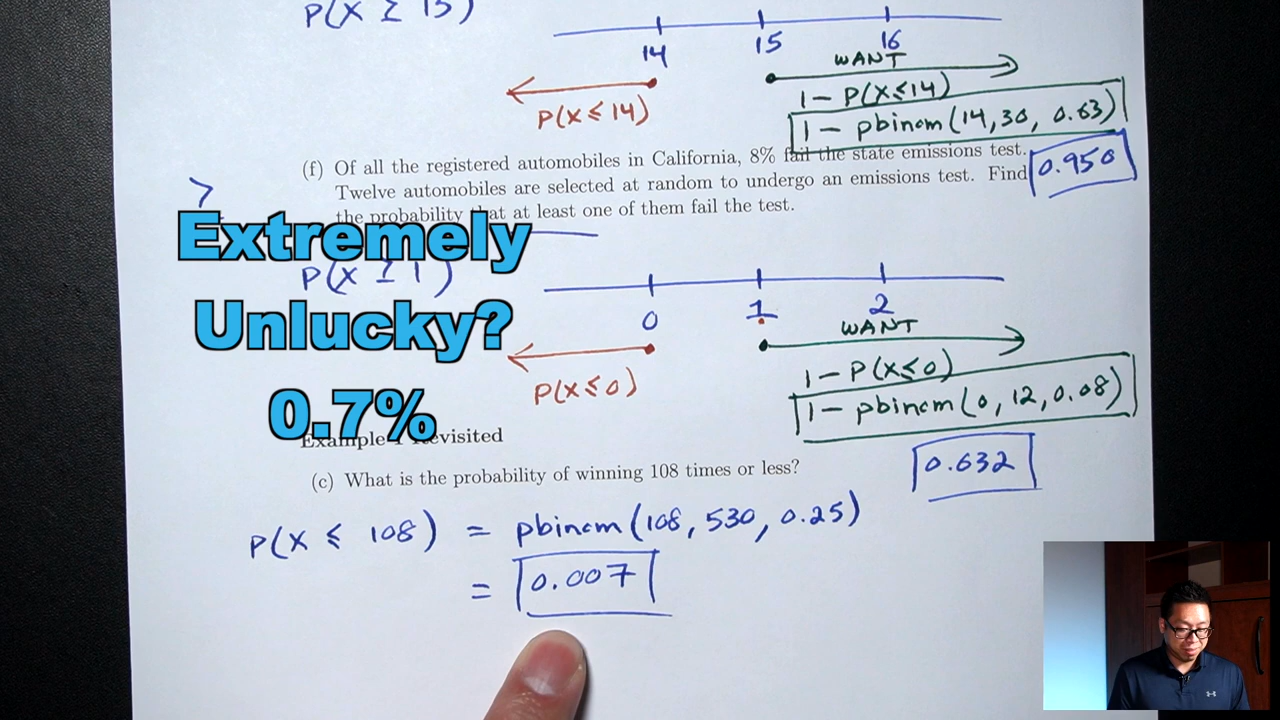 P(X ≥ 15)
14 15 16
WANT
P(X ≤ 14)
1 - P(X ≤ 14)
1 - pbinom(14, 30, 0.63)
0.950
(f) Of all the registered automobiles in California, 8% fail the state emissions test.
Twelve automobiles are selected at random to undergo an emissions test. Find
the probability that at least one of them fail the test.
>
Extremely
Unlucky?
0.7%
P(X ≥ 1)
0 1 2
WANT
P(X ≤ 0)
1 - P(X ≤ 0)
1 - pbinom(0, 12, 0.08)
0.632
Example 1 Revisited
(c) What is the probability of winning 108 times or less?
P(X ≤ 108) = pbinom(108, 530, 0.25)
= 0.007